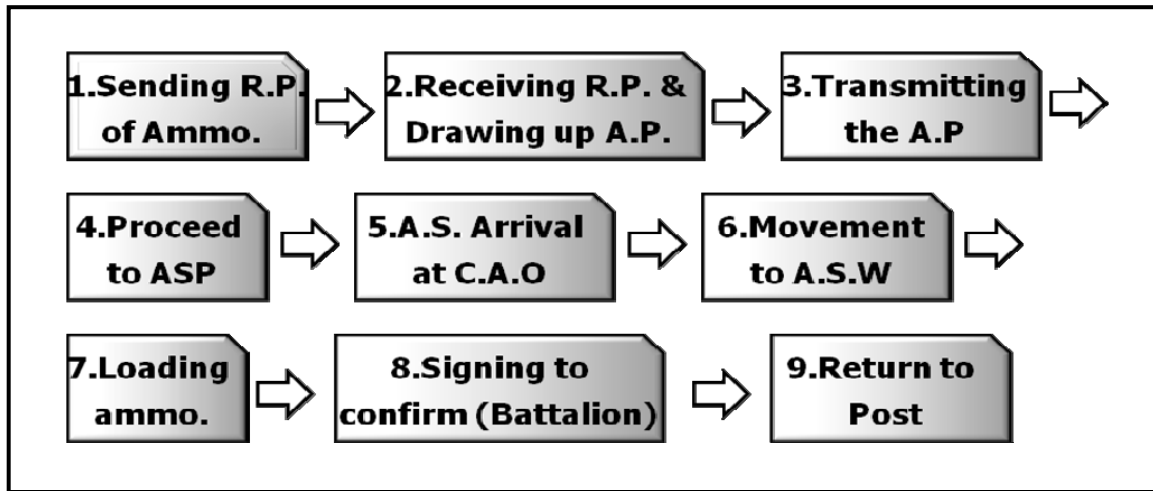 1.Sending R.P.
of Ammo.
2.Receiving R.P. &
Drawing up A.P.
3.Transmitting
the A.P
4.Proceed
to ASP
5.A.S. Arrival
at C.A.O
6.Movement
to A.S.W
7.Loading
ammo.
8.Signing to
confirm (Battalion)
9.Return to
Post